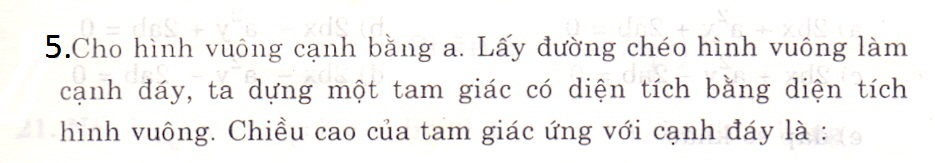 5.Cho hình vuông cạnh bằng a. Lấy đường chéo hình vuông làm
cạnh đáy, ta dựng một tam giác có diện tích bằng diện tích
hình vuông. Chiều cao của tam giác ứng với cạnh đáy là :